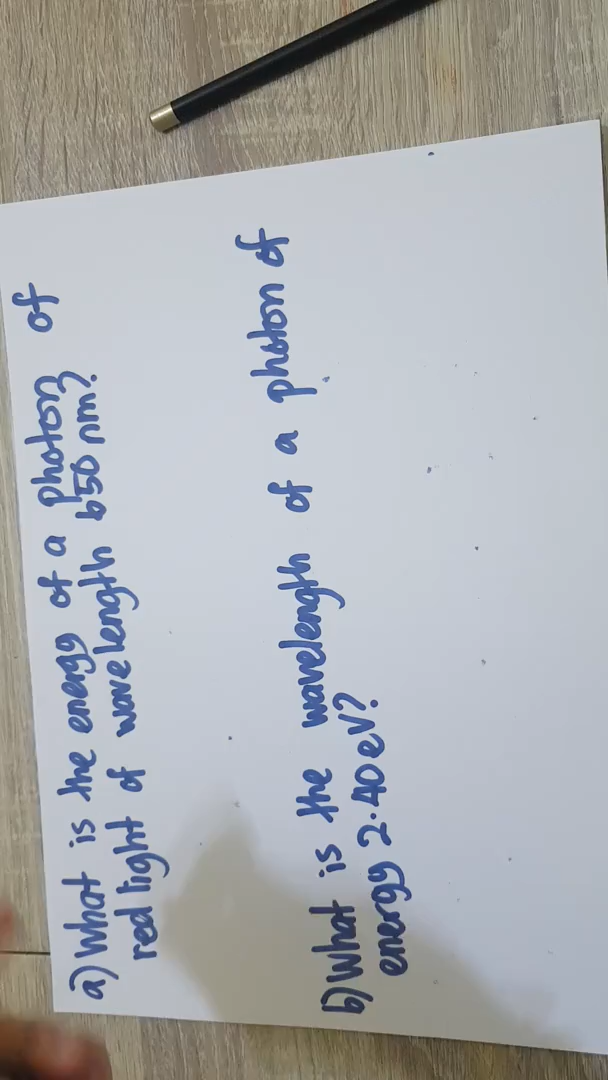 a) What is the energy of a photon of
red light of wavelength 650 nm?
b) What is the wavelength of a photon of
energy 2.40 eV?